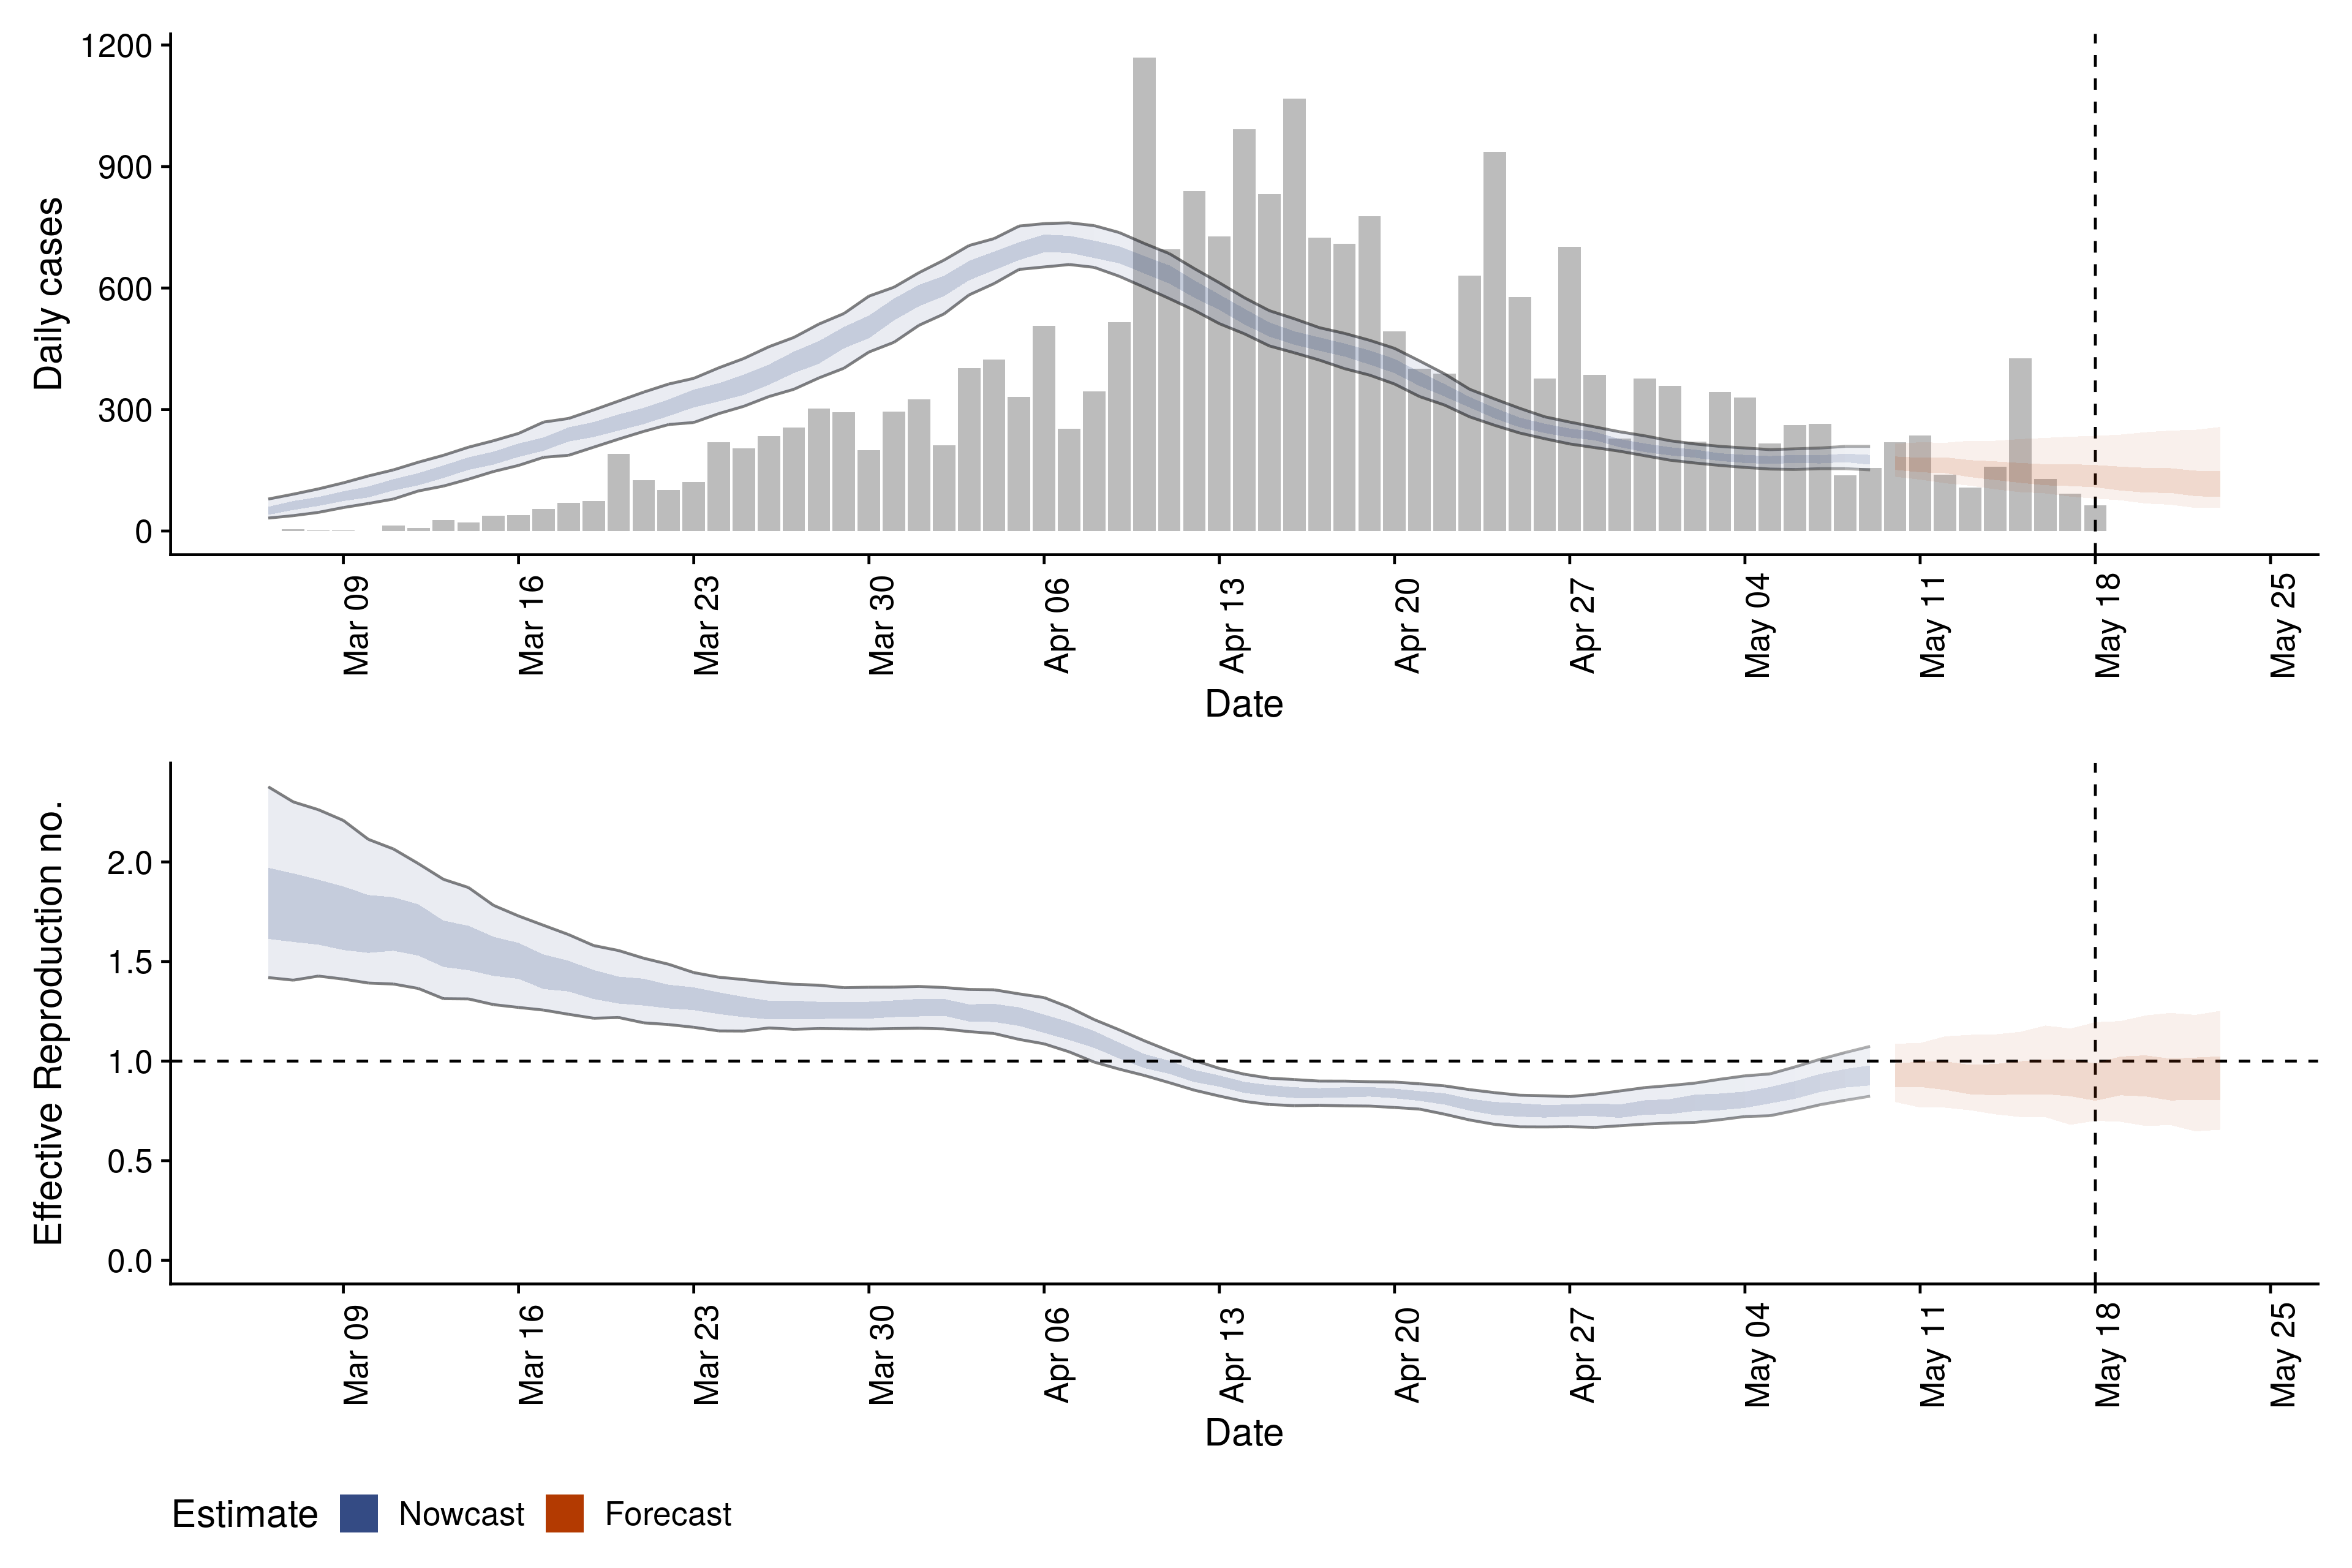 Daily cases
1200
900
600
300
0
Mar 09 Mar 16 Mar 23 Mar 30 Apr 06 Apr 13 Apr 20 Apr 27 May 04 May 11 May 18 May 25
Date
Effective Reproduction no.
2.0
1.5
1.0
0.5
0.0
Mar 09 Mar 16 Mar 23 Mar 30 Apr 06 Apr 13 Apr 20 Apr 27 May 04 May 11 May 18 May 25
Date
Estimate Nowcast Forecast